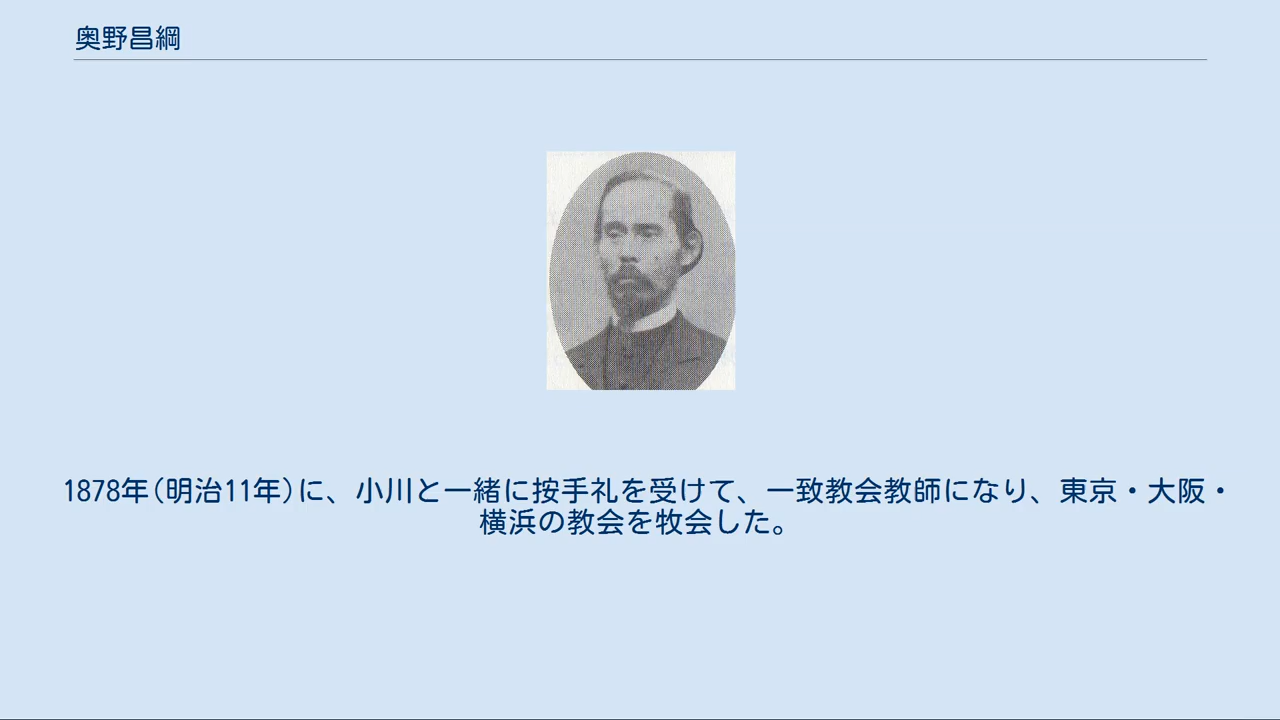 奥野昌綱
1878年(明治11年)に、小川と一緒に按手礼を受けて、一致教会教師になり、東京・大阪・
横浜の教会を牧会した。